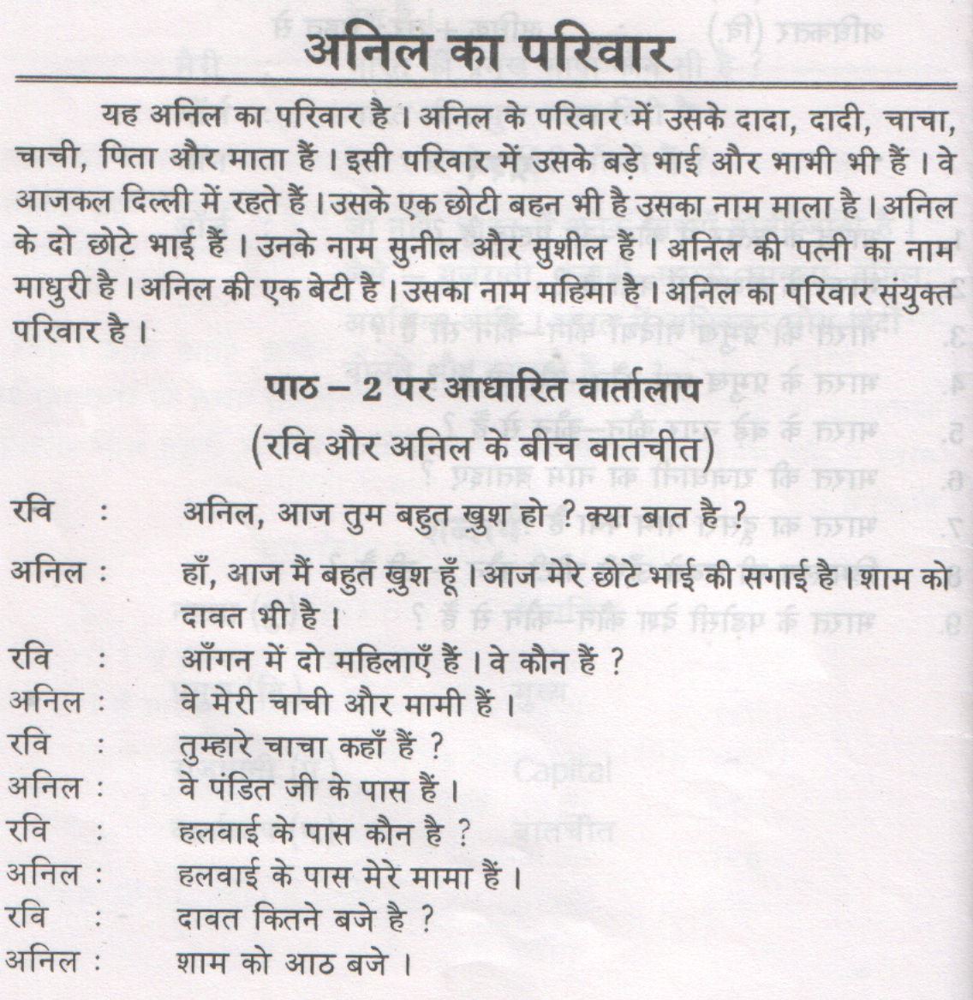 अनिल का परिवार
यह अनिल का परिवार है । अनिल के परिवार में उसके दादा, दादी, चाचा,
चाची, पिता और माता हैं । इसी परिवार में उसके बड़े भाई और भाभी भी हैं । वे
आजकल दिल्ली में रहते हैं । उसके एक छोटी बहन भी है उसका नाम माला है । अनिल
के दो छोटे भाई हैं । उनके नाम सुनील और सुशील हैं । अनिल की पत्नी का नाम
माधुरी है । अनिल की एक बेटी है । उसका नाम महिमा है । अनिल का परिवार संयुक्त
परिवार है ।
पाठ – 2 पर आधारित वार्तालाप
(रवि और अनिल के बीच बातचीत)
रवि : अनिल, आज तुम बहुत ख़ुश हो ? क्या बात है ?
अनिल : हाँ, आज मैं बहुत ख़ुश हूँ । आज मेरे छोटे भाई की सगाई है । शाम को
दावत भी है ।
रवि : आँगन में दो महिलाएँ हैं । वे कौन हैं ?
अनिल : वे मेरी चाची और मामी हैं ।
रवि : तुम्हारे चाचा कहाँ हैं ?
अनिल : वे पंडित जी के पास हैं ।
रवि : हलवाई के पास कौन है ?
अनिल : हलवाई के पास मेरे मामा हैं ।
रवि : दावत कितने बजे है ?
अनिल : शाम को आठ बजे ।